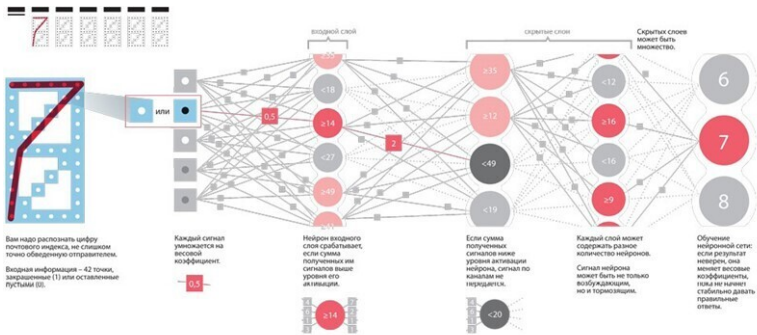 входной слой
скрытые слои
Скрытых слоев
может быть
множество.
<18
<12
≥35
6
или
0,5
≥14
≥12
≥16
2
7
<27
<49
<16
≥49
<19
≥9
8
Вам надо распознать цифру
почтового индекса, не слишком
точно обведенную отправителем.
Входная информация – 42 точки,
закрашенные (1) или оставленные
пустыми (0).
Каждый сигнал
умножается на
весовой
коэффициент.
0,5
Нейрон входного
слоя срабатывает,
если сумма
полученных им
сигналов выше
уровня его
активации.
≥14
Если сумма
полученных
сигналов ниже
уровня активации
нейрона, сигнал по
каналам не
передается.
<20
Каждый слой может
содержать разное
количество нейронов.
Сигнал нейрона
может быть не только
возбуждающим,
но и тормозящим.
Обучение
нейронной сети:
если результат
неверен, она
меняет весовые
коэффициенты,
пока не начнет
стабильно давать
правильные
ответы.